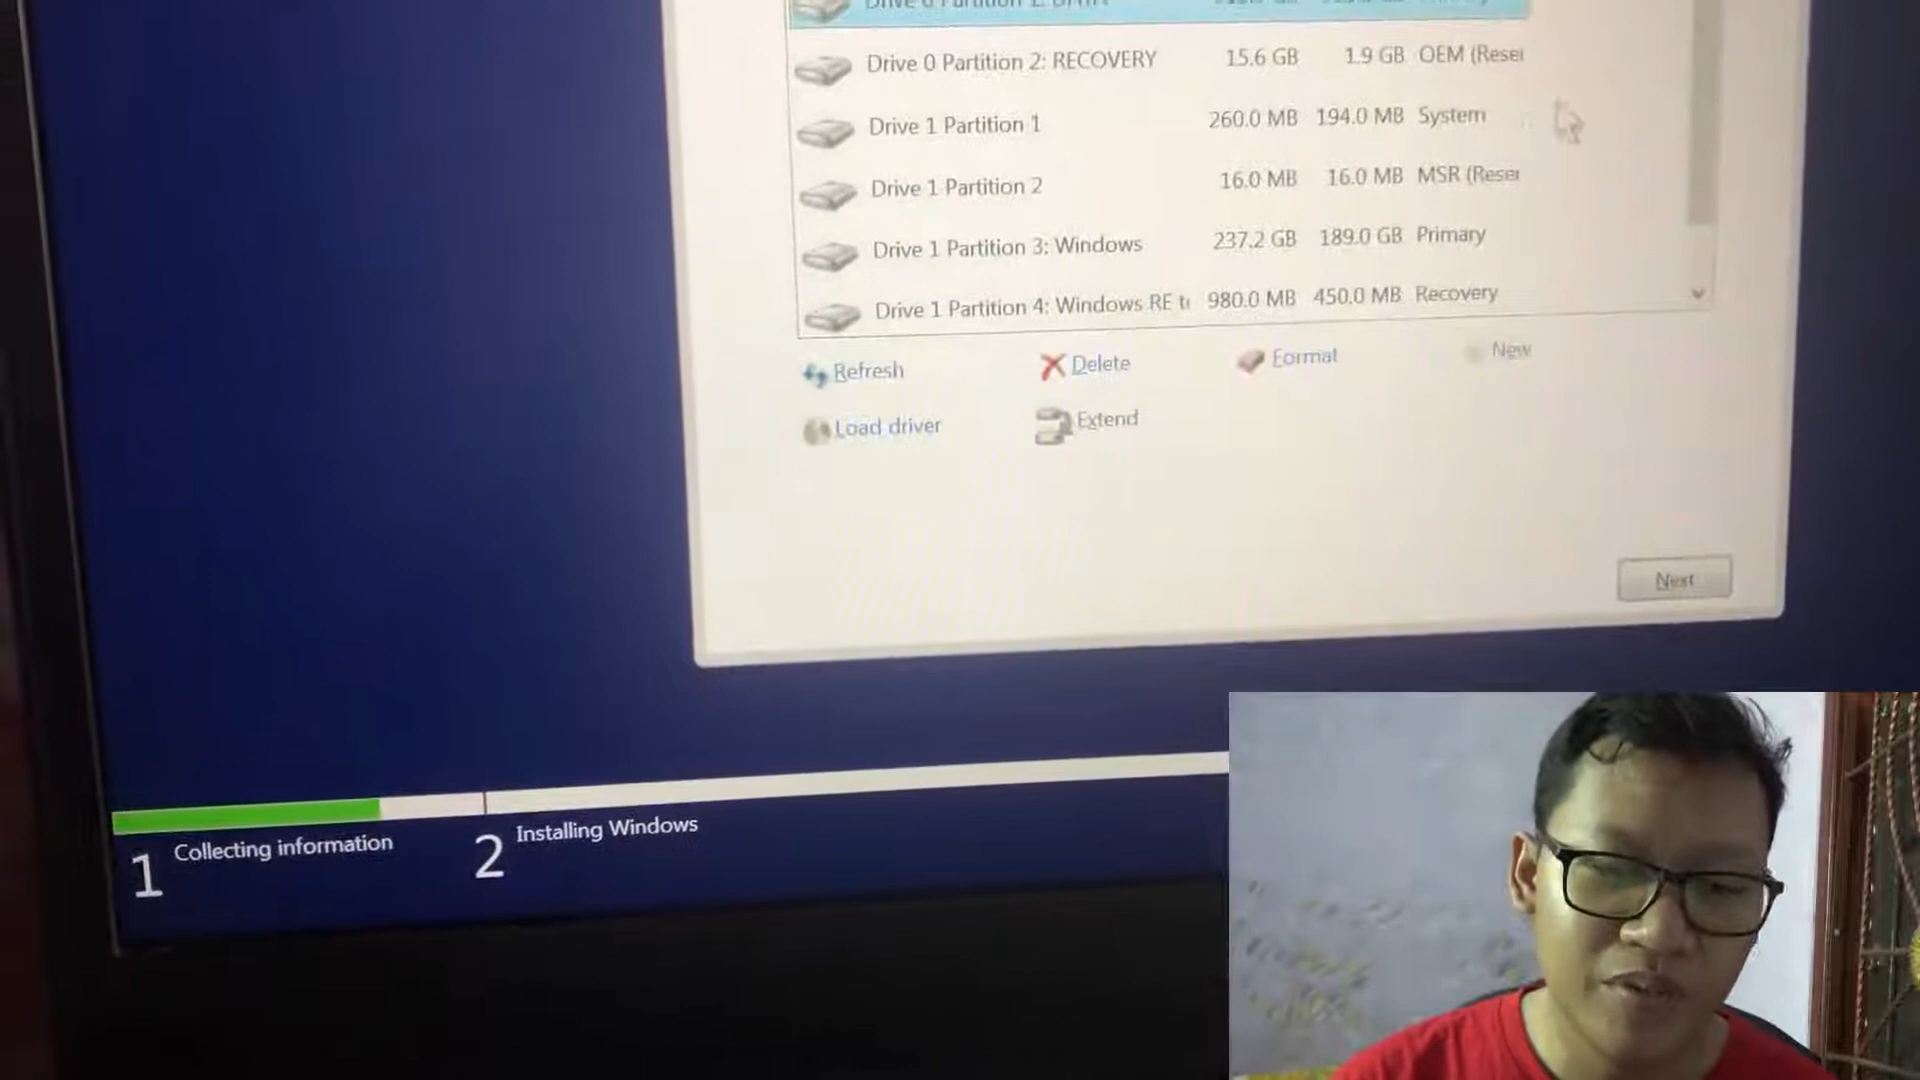 Drive 0 Partition 2: RECOVERY 15.6 GB 1.9 GB OEM (Reser
Drive 1 Partition 1 260.0 MB 194.0 MB System
Drive 1 Partition 2 16.0 MB 16.0 MB MSR (Reser
Drive 1 Partition 3: Windows 237.2 GB 189.0 GB Primary
Drive 1 Partition 4: Windows RE to 980.0 MB 450.0 MB Recovery
Refresh Delete Format New
Load driver Extend
Next
1 Collecting information 2 Installing Windows